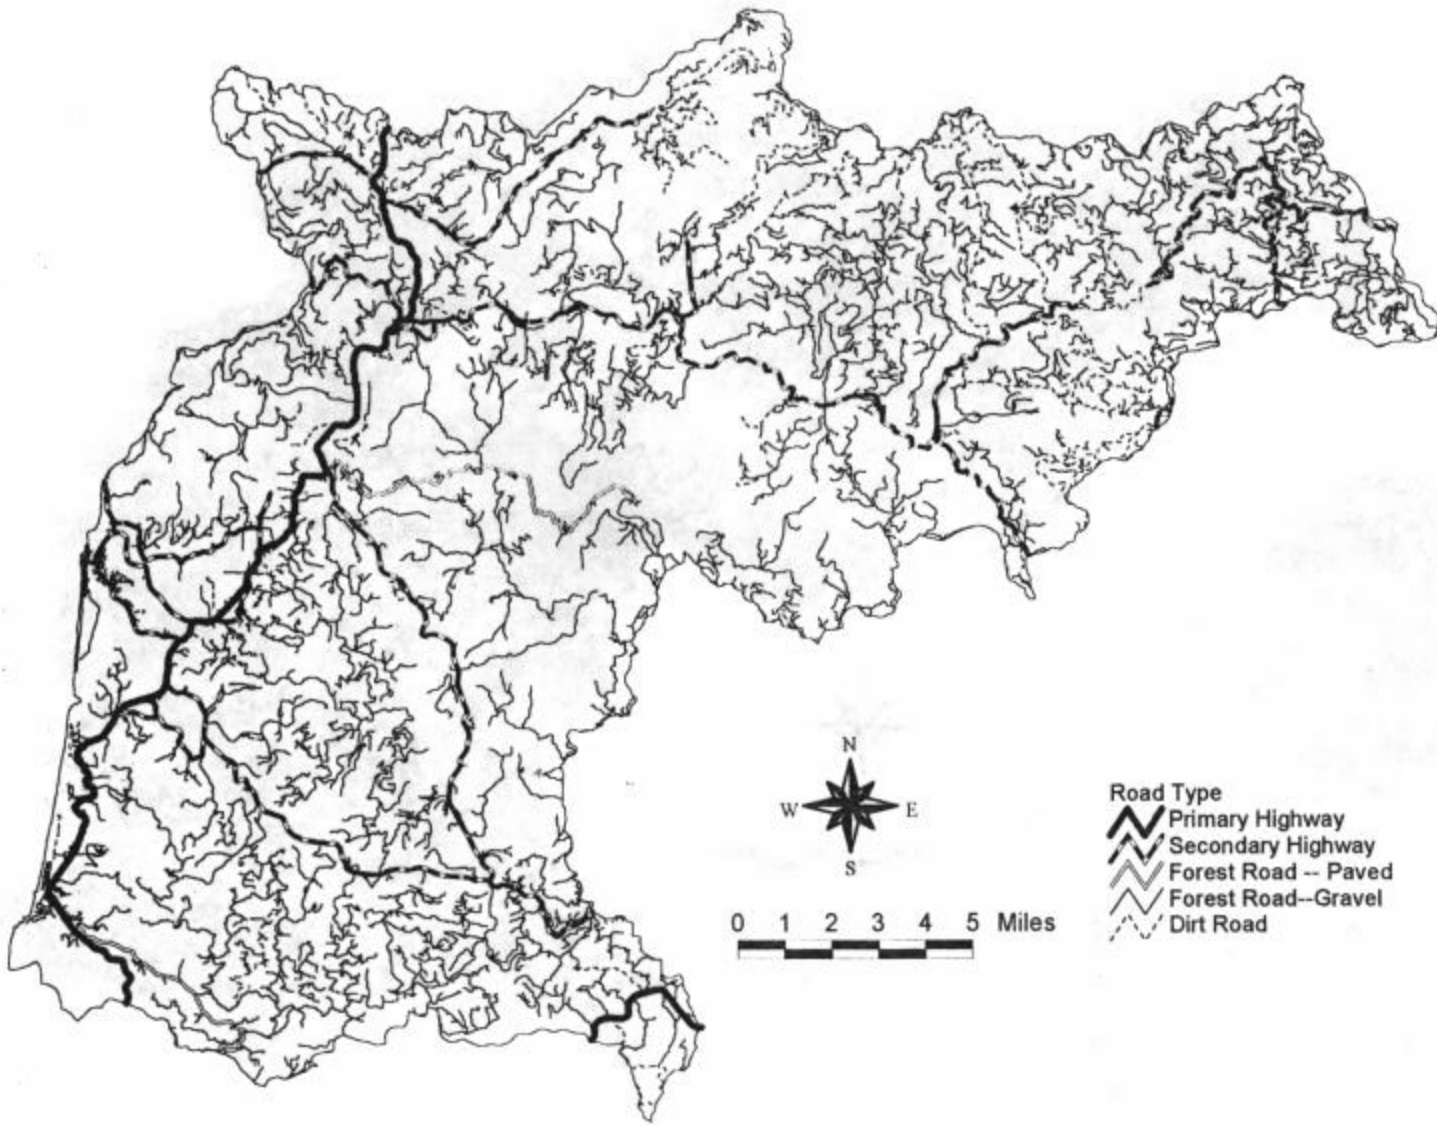 N
W E
S
Road Type
Primary Highway
Secondary Highway
Forest Road -- Paved
Forest Road--Gravel
Dirt Road
0 1 2 3 4 5 Miles